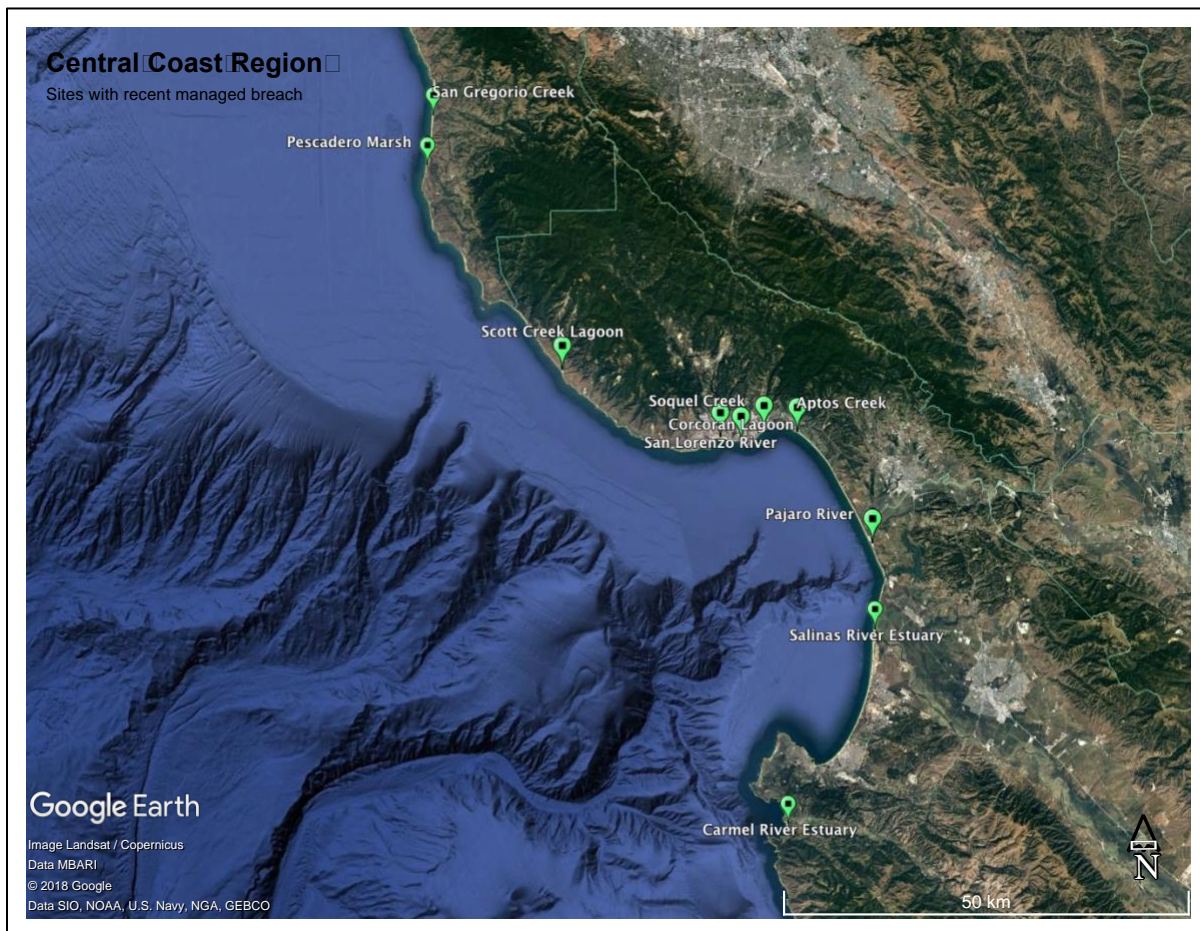 Central Coast Region
Sites with recent managed breach
San Gregorio Creek
Pescadero Marsh
Scott Creek Lagoon
Soquel Creek
Aptos Creek
Corcoran Lagoon
San Lorenzo River
Pajaro River
Salinas River Estuary
Carmel River Estuary
Google Earth
Image Landsat / Copernicus
Data MBARI
© 2018 Google
Data SIO, NOAA, U.S. Navy, NGA, GEBCO
N
50 km